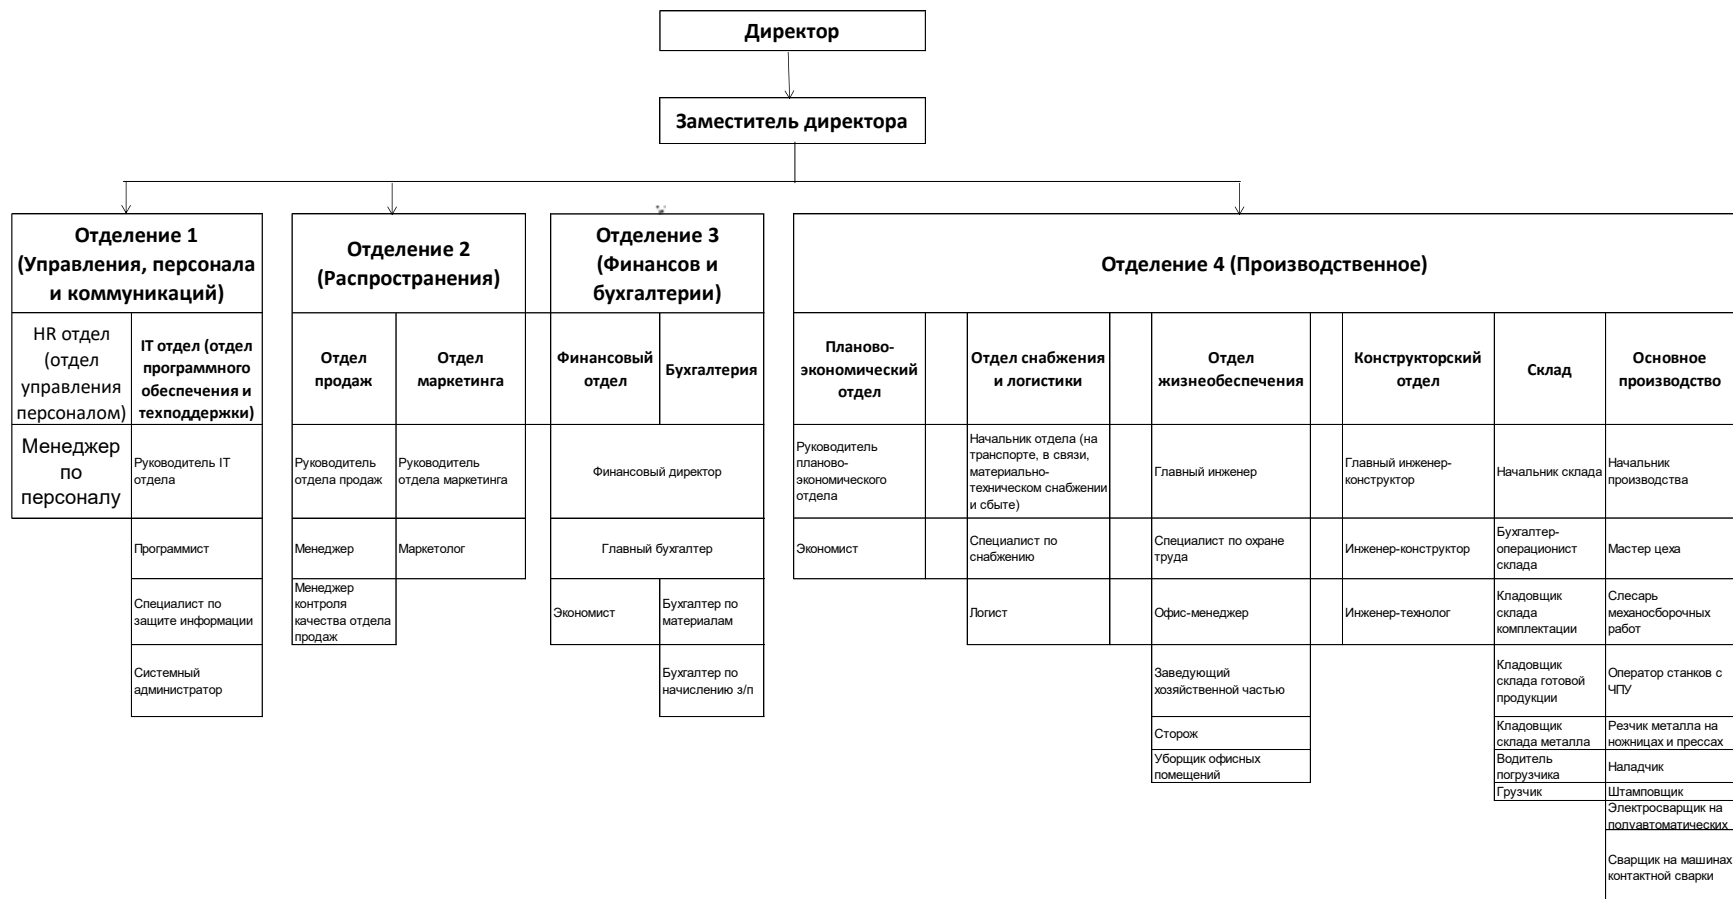 Директор
Заместитель директора
Отделение 1
(Управления, персонала
и коммуникаций)
Отделение 2
(Распространения)
Отделение 3
(Финансов и
бухгалтерии)
Отделение 4 (Производственное)
HR отдел
(отдел
управления
персоналом)
IT отдел (отдел
программного
обеспечения и
техподдержки)
Отдел
продаж
Отдел
маркетинга
Финансовый
отдел
Бухгалтерия
Планово-
экономический
отдел
Отдел снабжения
и логистики
Отдел
жизнеобеспечения
Конструкторский
отдел
Склад
Основное
производство
Менеджер
по
персоналу
Руководитель IT
отдела
Руководитель
отдела продаж
Руководитель
отдела маркетинга
Финансовый директор
Руководитель
планово-
экономического
отдела
Начальник отдела (на
транспорте, в связи,
материально-
техническом снабжении
и сбыте)
Главный инженер
Главный инженер-
конструктор
Начальник склада
Начальник
производства
Программист
Менеджер
Маркетолог
Главный бухгалтер
Экономист
Специалист по
снабжению
Специалист по охране
труда
Инженер-конструктор
Бухгалтер-
операционист
склада
Мастер цеха
Специалист по
защите информации
Менеджер
контроля
качества отдела
продаж
Экономист
Бухгалтер по
материалам
Логист
Офис-менеджер
Инженер-технолог
Кладовщик
склада
комплектации
Слесарь
механосборочных
работ
Системный
администратор
Бухгалтер по
начислению з/п
Заведующий
хозяйственной частью
Кладовщик
склада готовой
продукции
Оператор станков с
ЧПУ
Сторож
Кладовщик
склада металла
Резчик металла на
ножницах и прессах
Уборщик офисных
помещений
Водитель
погрузчика
Наладчик
Грузчик
Штамповщик
Электросварщик на
полуавтоматических
Сварщик на машинах
контактной сварки